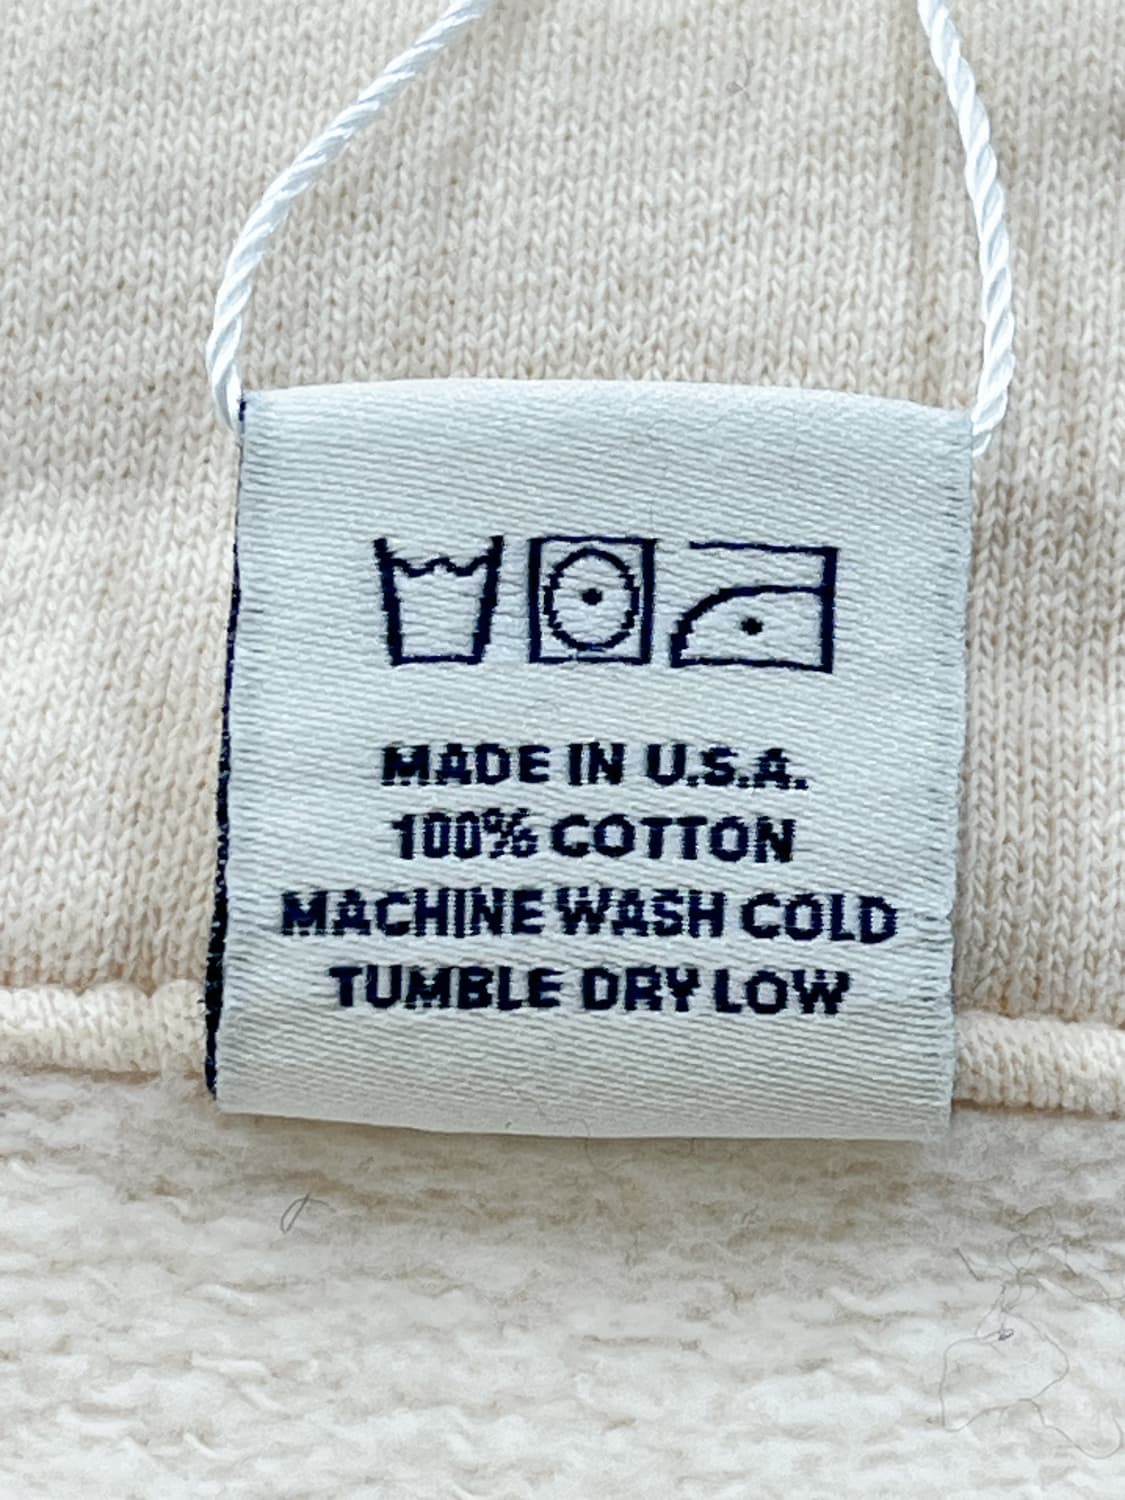 MADE IN U.S.A.
100% COTTON
MACHINE WASH COLD
TUMBLE DRY LOW